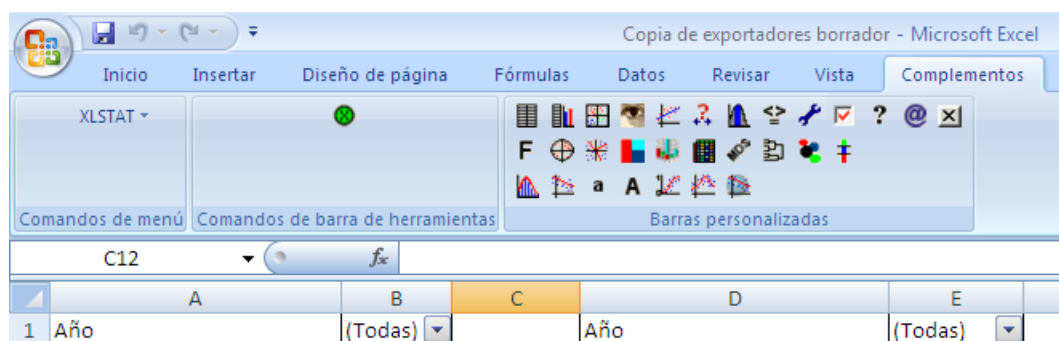 Copia de exportadores borrador - Microsoft Excel
Inicio Insertar Diseño de página Fórmulas Datos Revisar Vista Complementos
XLSTAT
? @ X
F
a A
Comandos de menú Comandos de barra de herramientas Barras personalizadas
C12 fx
A B C D E
1 Año (Todas) Año (Todas)